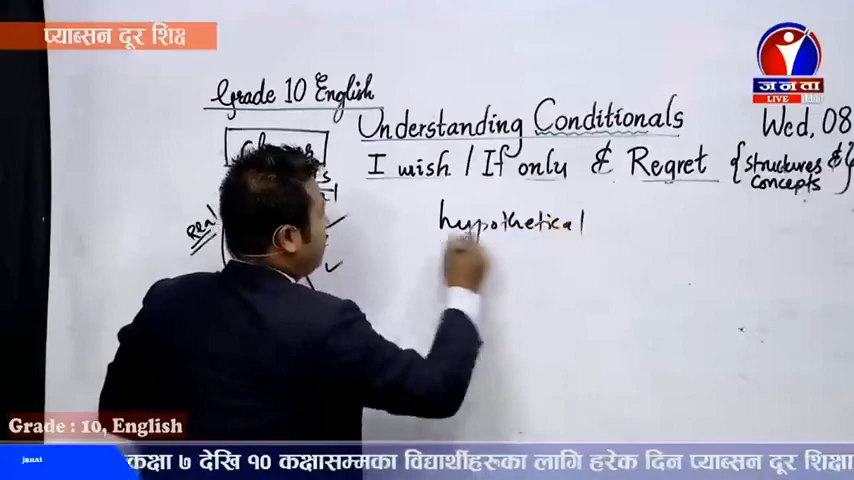 प्याब्सन दूर शिक्ष
जनता
LIVE HD
Grade 10 English
Understanding Conditionals
Wed, 08
I wish / If only & Regret {structures & }
concepts
Real
hypothetical
Grade : 10, English
janat
कक्षा ७ देखि १० कक्षासम्मका विद्यार्थीहरूका लागि हरेक दिन प्याब्सन दूर शिक्षा